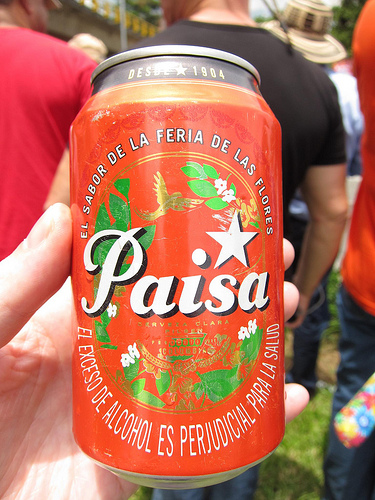 DESDE ★ 1904
EL SABOR DE LA FERIA DE LAS FLORES
Paisa
CERVEZA CLARA
EL EXCESO DE ALCOHOL ES PERJUDICIAL PARA LA SALUD